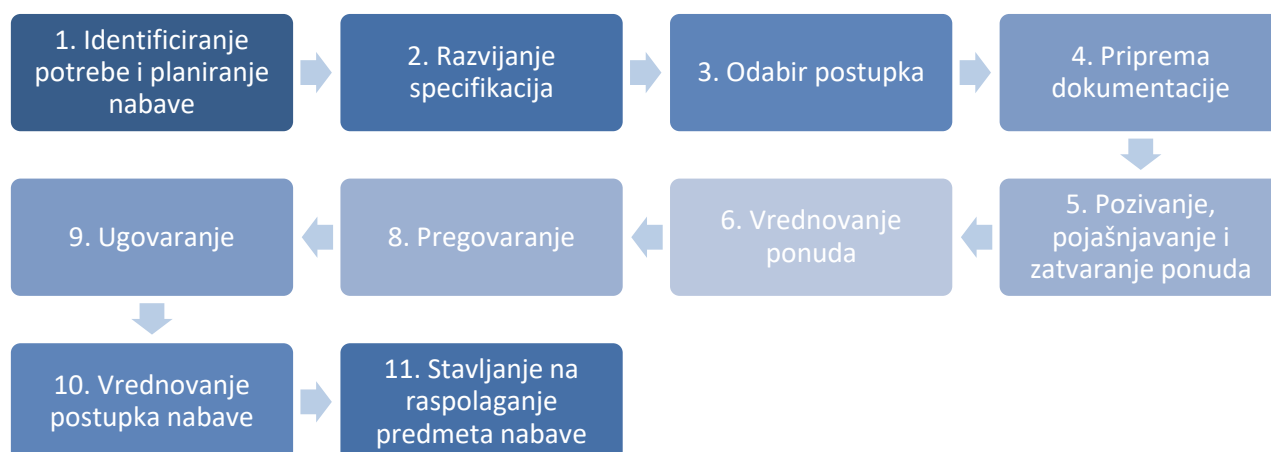 1. Identificiranje
potrebe i planiranje
nabave
2. Razvijanje
specifikacija
3. Odabir postupka
4. Priprema
dokumentacije
5. Pozivanje,
pojašnjavanje i
zatvaranje ponuda
6. Vrednovanje
ponuda
8. Pregovaranje
9. Ugovaranje
10. Vrednovanje
postupka nabave
11. Stavljanje na
raspolaganje
predmeta nabave